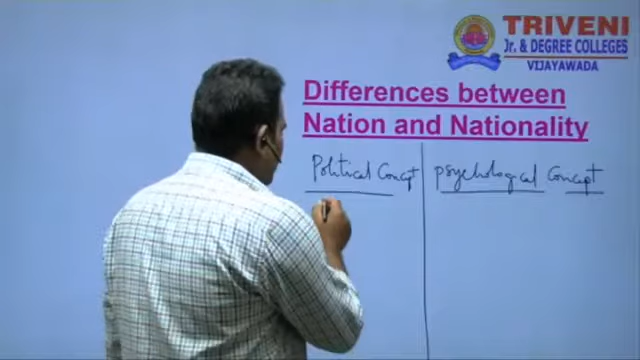 TRIVENI
Jr. & DEGREE COLLEGES
VIJAYAWADA
Differences between
Nation and Nationality
Political Concept
psychological Concept